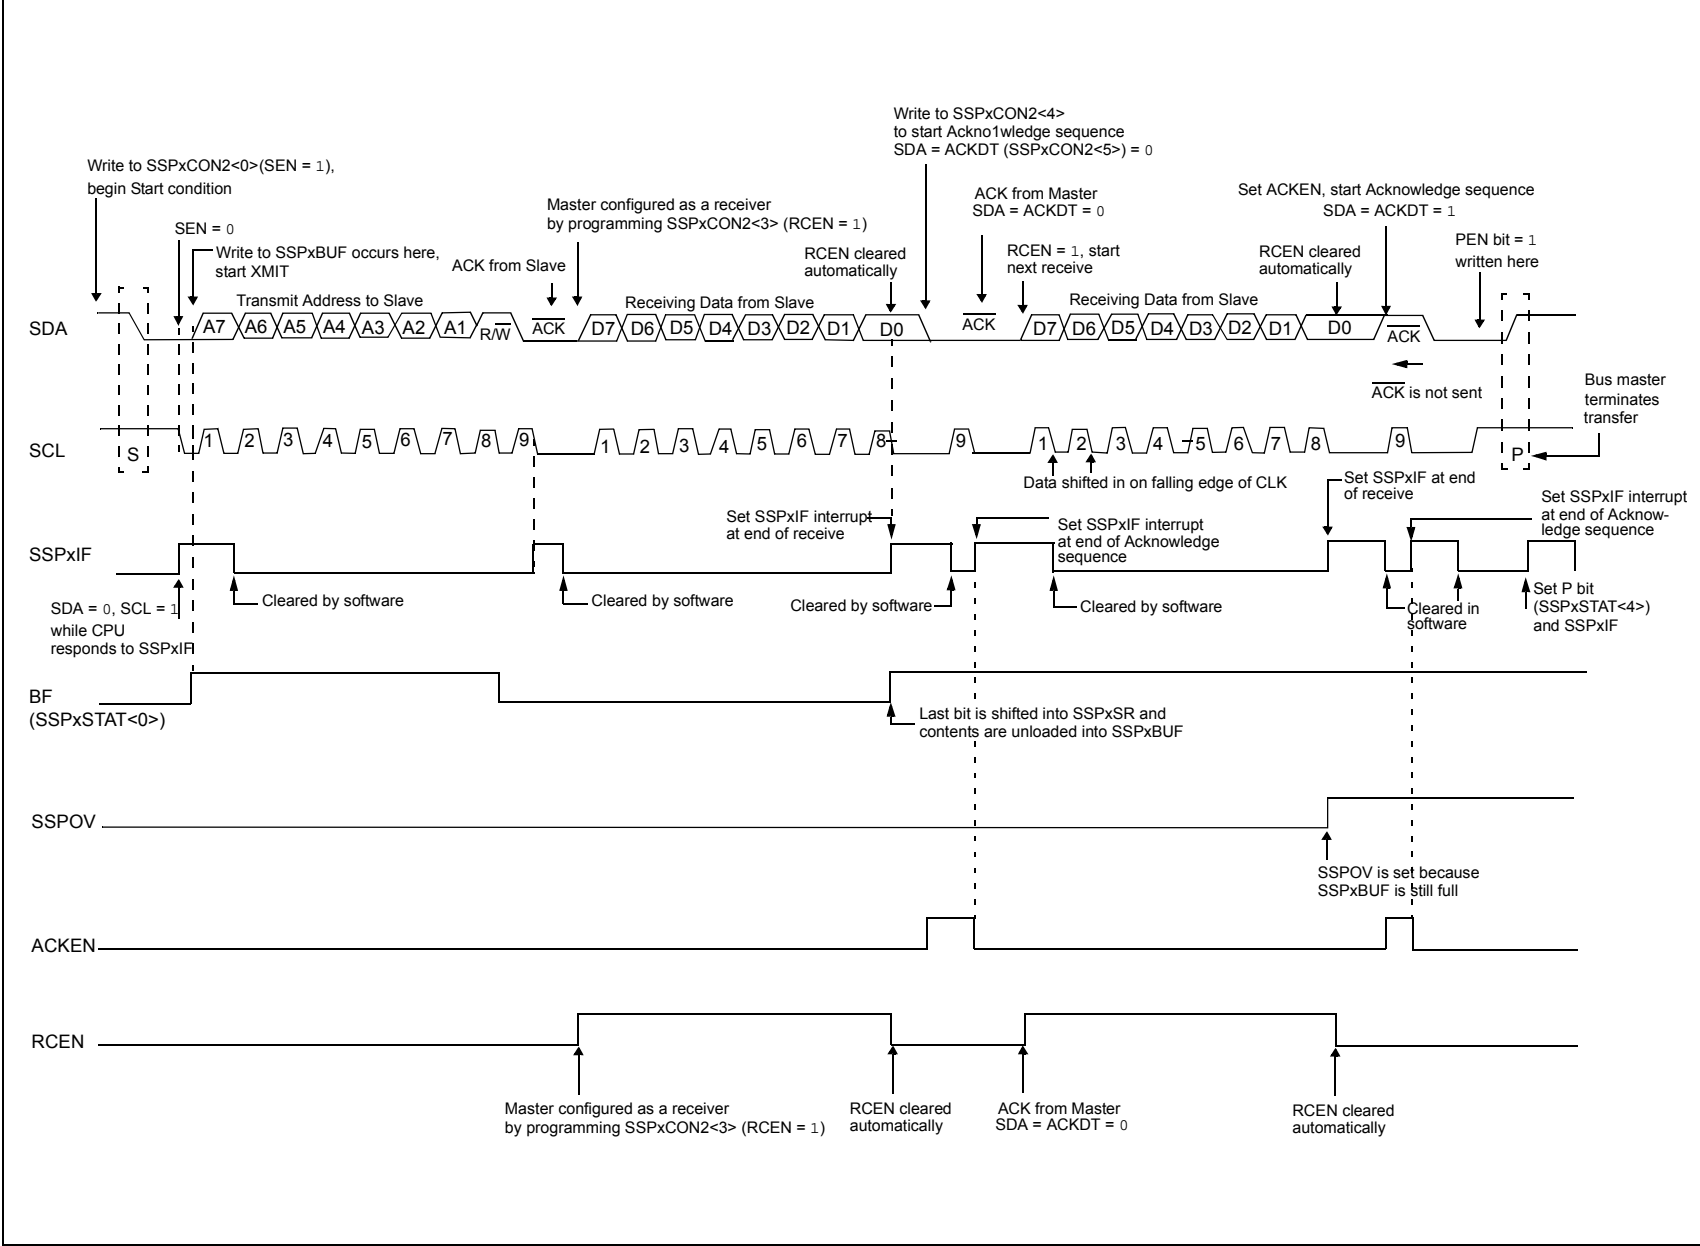 Write to SSPxCON2<4>
to start Ackno1wledge sequence
SDA = ACKDT (SSPxCON2<5>) = 0
Write to SSPxCON2<0>(SEN = 1),
begin Start condition
ACK from Master
SDA = ACKDT = 0
Set ACKEN, start Acknowledge sequence
SDA = ACKDT = 1
Master configured as a receiver
by programming SSPxCON2<3> (RCEN = 1)
SEN = 0
PEN bit = 1
written here
Write to SSPxBUF occurs here,
start XMIT
RCEN cleared
automatically
RCEN = 1, start
next receive
RCEN cleared
automatically
ACK from Slave
Transmit Address to Slave
Receiving Data from Slave
Receiving Data from Slave
SDA
A7 A6 A5 A4 A3 A2 A1 R/W ACK D7 D6 D5 D4 D3 D2 D1 D0 ACK D7 D6 D5 D4 D3 D2 D1 D0 ACK
ACK is not sent
Bus master
terminates
transfer
SCL
S 1 2 3 4 5 6 7 8 9 1 2 3 4 5 6 7 8 9 1 2 3 4 5 6 7 8 9 P
Data shifted in on falling edge of CLK
Set SSPxIF at end
of receive
Set SSPxIF interrupt
at end of receive
Set SSPxIF interrupt
at end of Acknowledge
sequence
Set SSPxIF interrupt
at end of Acknow-
ledge sequence
SSPxIF
SDA = 0, SCL = 1
while CPU
responds to SSPxIF
Cleared by software
Cleared by software
Cleared by software
Cleared by software
Cleared in
software
Set P bit
(SSPxSTAT<4>)
and SSPxIF
BF
(SSPxSTAT<0>)
Last bit is shifted into SSPxSR and
contents are unloaded into SSPxBUF
SSPOV
SSPOV is set because
SSPxBUF is still full
ACKEN
RCEN
Master configured as a receiver
by programming SSPxCON2<3> (RCEN = 1)
RCEN cleared
automatically
ACK from Master
SDA = ACKDT = 0
RCEN cleared
automatically